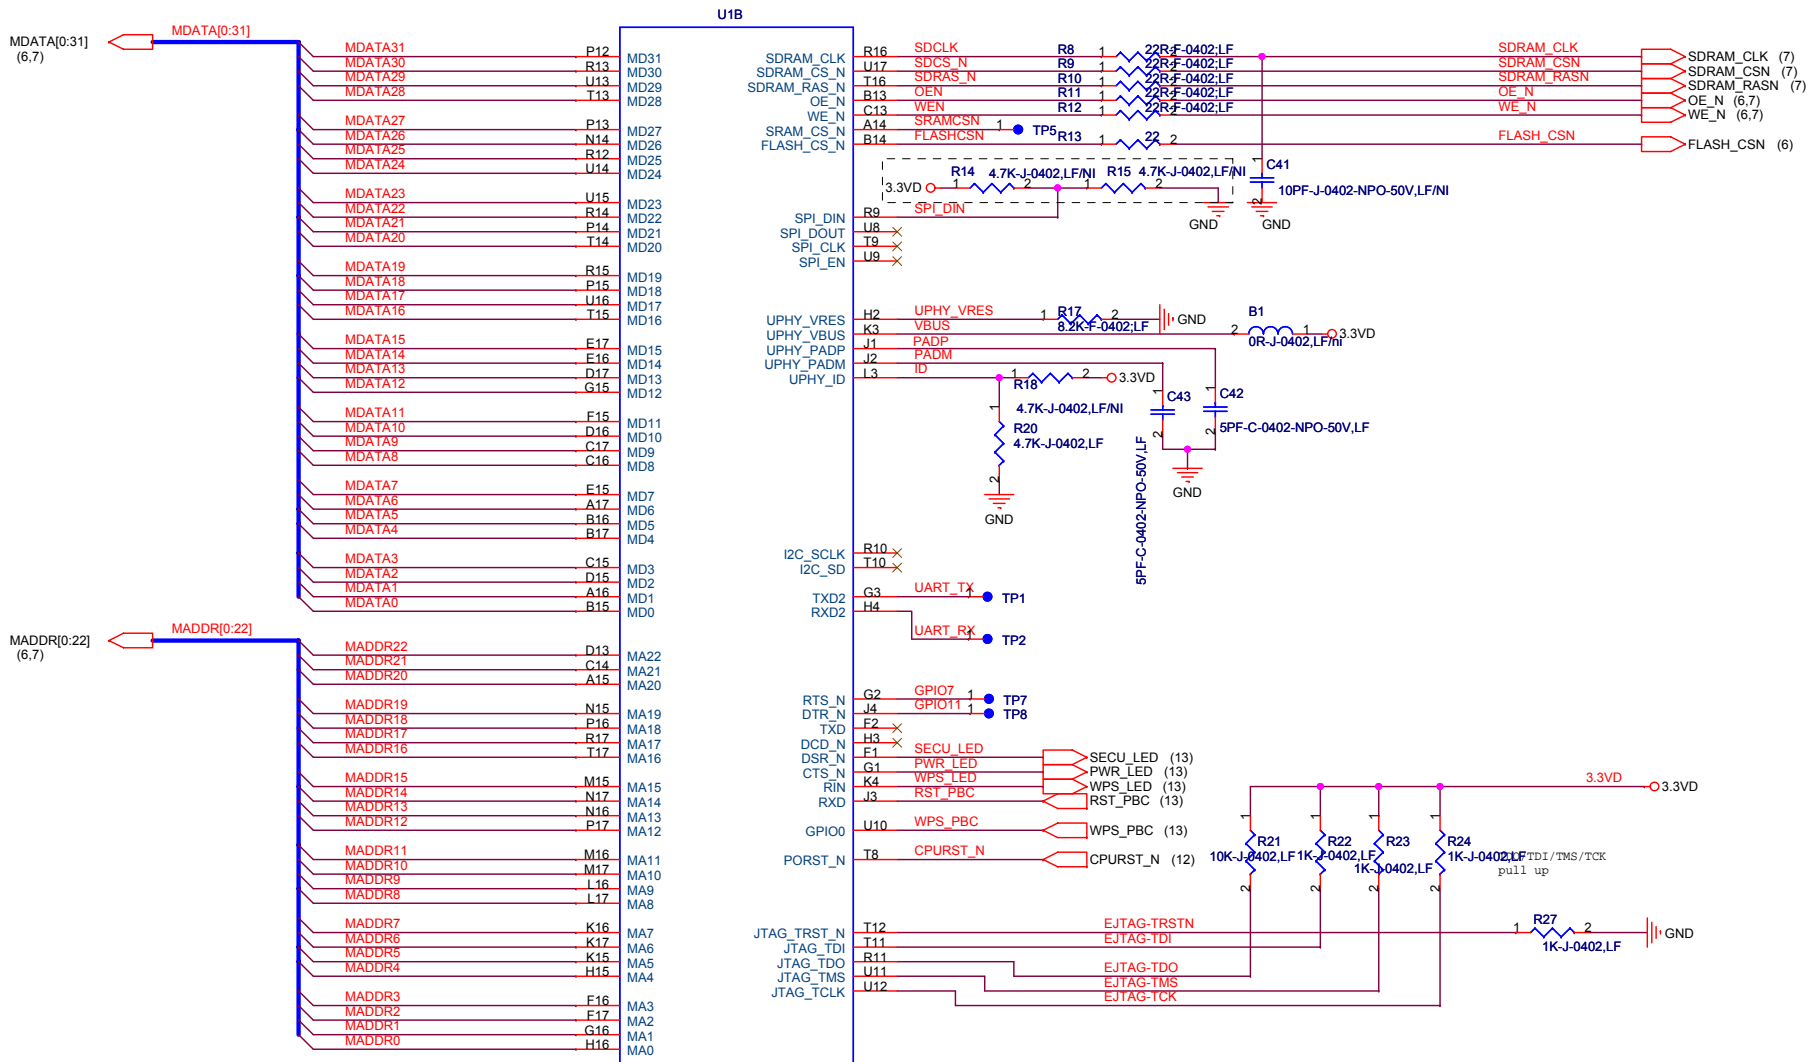 U1B
MDATA[0:31]
(6,7)
MDATA[0:31]
MDATA31 P12 MD31
MDATA30 R13 MD30
MDATA29 U13 MD29
MDATA28 T13 MD28
MDATA27 P13 MD27
MDATA26 N14 MD26
MDATA25 R12 MD25
MDATA24 U14 MD24
MDATA23 U15 MD23
MDATA22 R14 MD22
MDATA21 P14 MD21
MDATA20 T14 MD20
MDATA19 R15 MD19
MDATA18 P15 MD18
MDATA17 U16 MD17
MDATA16 T15 MD16
MDATA15 E17 MD15
MDATA14 E16 MD14
MDATA13 D17 MD13
MDATA12 G15 MD12
MDATA11 F15 MD11
MDATA10 D16 MD10
MDATA9 C17 MD9
MDATA8 C16 MD8
MDATA7 E15 MD7
MDATA6 A17 MD6
MDATA5 B16 MD5
MDATA4 B17 MD4
MDATA3 C15 MD3
MDATA2 D15 MD2
MDATA1 A16 MD1
MDATA0 B15 MD0
MADDR[0:22]
(6,7)
MADDR[0:22]
MADDR22 D13 MA22
MADDR21 C14 MA21
MADDR20 A15 MA20
MADDR19 N15 MA19
MADDR18 P16 MA18
MADDR17 R17 MA17
MADDR16 T17 MA16
MADDR15 M15 MA15
MADDR14 N17 MA14
MADDR13 N16 MA13
MADDR12 P17 MA12
MADDR11 M16 MA11
MADDR10 M17 MA10
MADDR9 L16 MA9
MADDR8 L17 MA8
MADDR7 K16 MA7
MADDR6 K17 MA6
MADDR5 K15 MA5
MADDR4 H15 MA4
MADDR3 F16 MA3
MADDR2 F17 MA2
MADDR1 G16 MA1
MADDR0 H16 MA0
SDRAM_CLK R16 SDCLK R8 1 22R-F-0402;LF 2 SDRAM_CLK SDRAM_CLK (7)
SDRAM_CS_N U17 SDCS_N R9 1 22R-F-0402;LF 2 SDRAM_CSN SDRAM_CSN (7)
SDRAM_RAS_N T16 SDRAS_N R10 1 22R-F-0402;LF 2 SDRAM_RASN SDRAM_RASN (7)
OE_N B13 OEN R11 1 22R-F-0402;LF 2 OE_N OE_N (6,7)
WE_N C13 WEN R12 1 22R-F-0402;LF 2 WE_N WE_N (6,7)
SRAM_CS_N A14 SRAMCSN 1 TP5
FLASH_CS_N B14 FLASHCSN R13 1 22 2 FLASH_CSN FLASH_CSN (6)
R14 4.7K-J-0402,LF/NI R15 4.7K-J-0402,LF/NI 1 C41
3.3VD 1 2 1 2 2 10PF-J-0402-NPO-50V,LF/NI
GND GND
SPI_DIN R9 SPI_DIN
SPI_DOUT U8
SPI_CLK T9
SPI_EN U9
UPHY_VRES H2 UPHY_VRES 1 R17 2 GND
8.2K-F-0402;LF
UPHY_VBUS K3 VBUS 2 B1 1 3.3VD
0R-J-0402,LF/ni
UPHY_PADP J1 PADP
UPHY_PADM J2 PADM
UPHY_ID L3 ID 1 R18 2 3.3VD
4.7K-J-0402,LF/NI
1 R20 2
4.7K-J-0402,LF
GND
1 C43 2
5PF-C-0402-NPO-50V,LF
1 C42 2
5PF-C-0402-NPO-50V,LF
GND
I2C_SCLK R10
I2C_SD T10
TXD2 G3 UART_TX 1 TP1
RXD2 H4 UART_RX 1 TP2
RTS_N G2 GPIO7 1 TP7
DTR_N J4 GPIO11 1 TP8
TXD F2
DCD_N H3
DSR_N F1 SECU_LED SECU_LED (13)
CTS_N G1 PWR_LED PWR_LED (13)
RIN K4 WPS_LED WPS_LED (13)
RXD J3 RST_PBC RST_PBC (13)
GPIO0 U10 WPS_PBC WPS_PBC (13)
PORST_N T8 CPURST_N CPURST_N (12)
3.3VD 3.3VD
1 R21 2
10K-J-0402,LF
1 R22 2
1K-J-0402,LF
1 R23 2
1K-J-0402,LF
1 R24 2
1K-J-0402,LF
TDI/TMS/TCK
pull up
JTAG_TRST_N T12 EJTAG-TRSTN 1 R27 2 GND
1K-J-0402,LF
JTAG_TDI T11 EJTAG-TDI
JTAG_TDO R11 EJTAG-TDO
JTAG_TMS U11 EJTAG-TMS
JTAG_TCLK U12 EJTAG-TCK